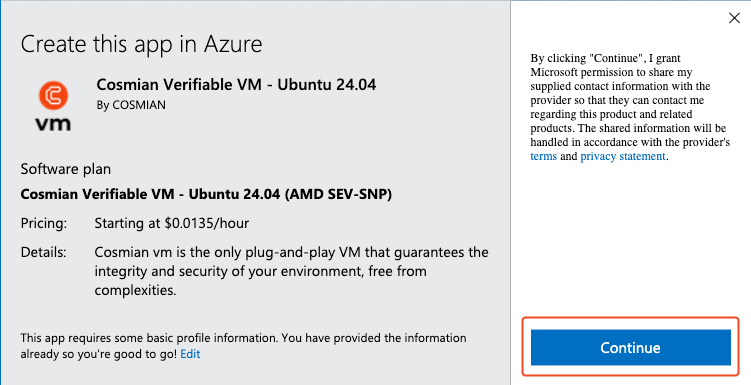 Create this app in Azure
Cosmian Verifiable VM - Ubuntu 24.04
By COSMIAN
vm
Software plan
Cosmian Verifiable VM - Ubuntu 24.04 (AMD SEV-SNP)
Pricing: Starting at $0.0135/hour
Details: Cosmian vm is the only plug-and-play VM that guarantees the
integrity and security of your environment, free from
complexities.
This app requires some basic profile information. You have provided the information
already so you're good to go! Edit
By clicking "Continue", I grant
Microsoft permission to share my
supplied contact information with the
provider so that they can contact me
regarding this product and related
products. The shared information will be
handled in accordance with the provider's
terms and privacy statement.
Continue